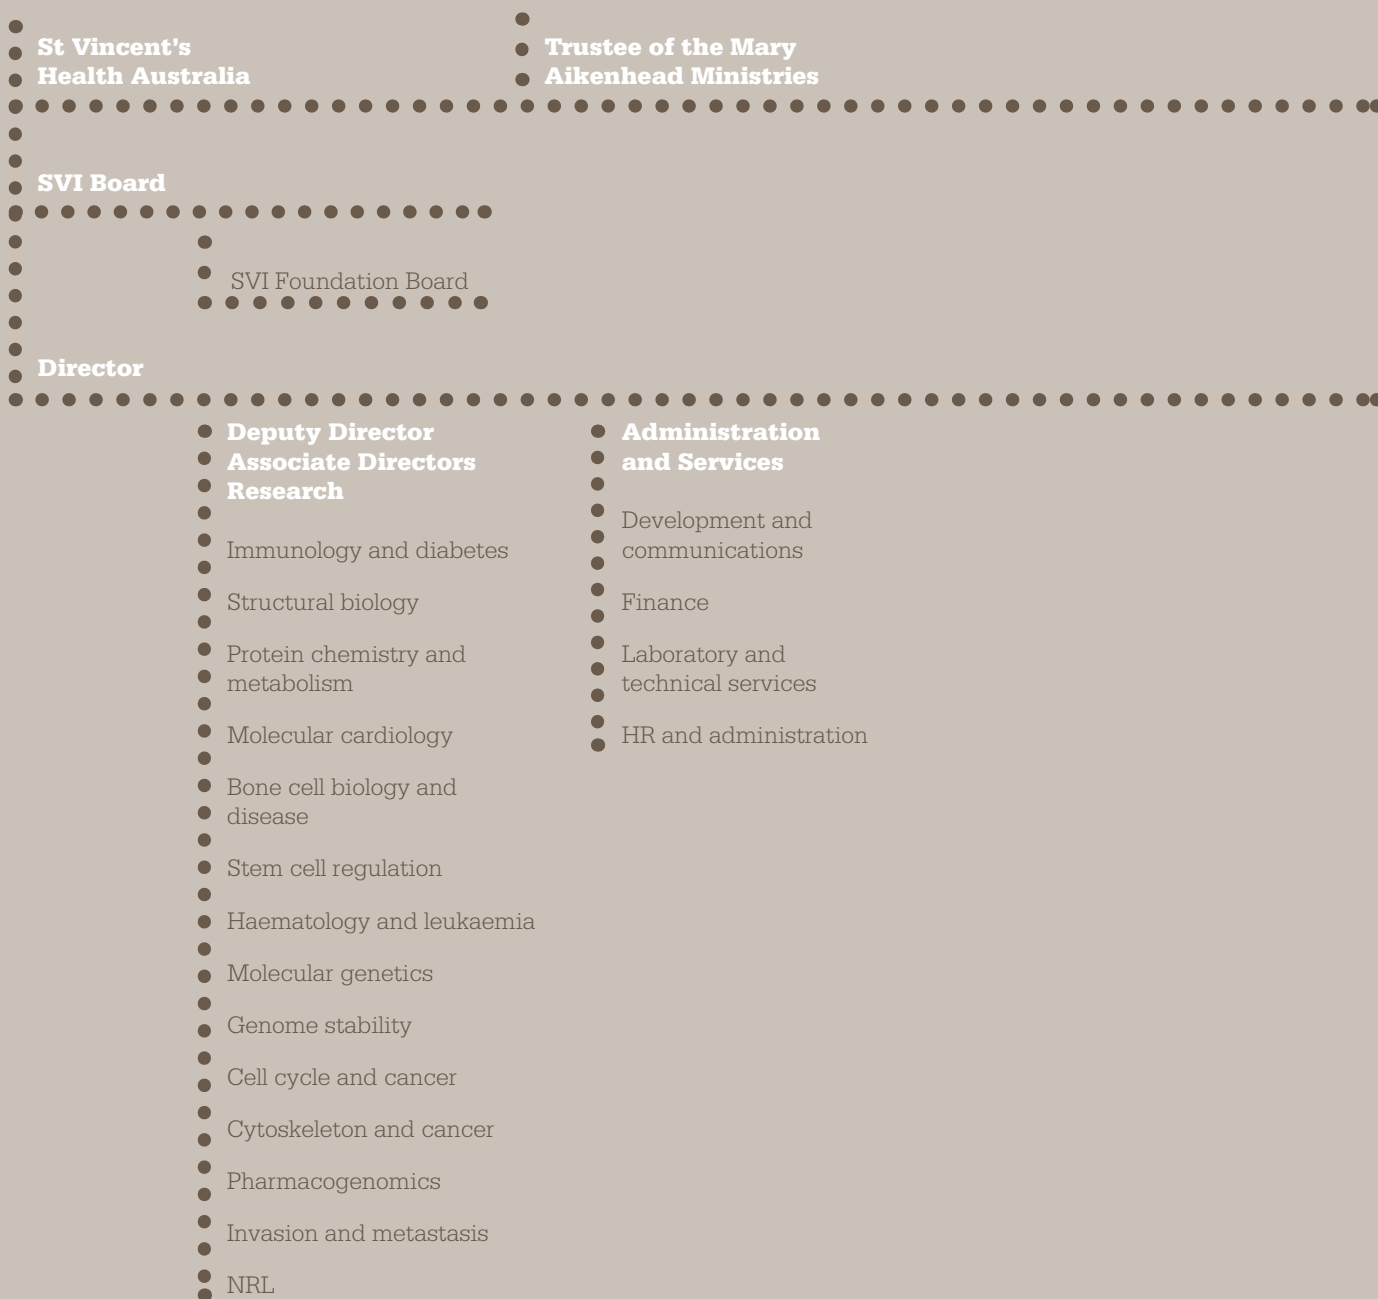 St Vincent’s
Health Australia
Trustee of the Mary
Aikenhead Ministries
SVI Board
SVI Foundation Board
Director
Deputy Director
Associate Directors
Research
Immunology and diabetes
Structural biology
Protein chemistry and
metabolism
Molecular cardiology
Bone cell biology and
disease
Stem cell regulation
Haematology and leukaemia
Molecular genetics
Genome stability
Cell cycle and cancer
Cytoskeleton and cancer
Pharmacogenomics
Invasion and metastasis
NRL
Administration
and Services
Development and
communications
Finance
Laboratory and
technical services
HR and administration